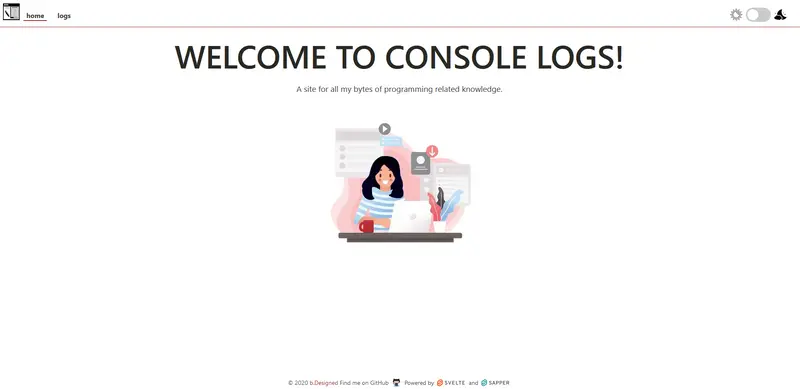 home logs
WELCOME TO CONSOLE LOGS!
A site for all my bytes of programming related knowledge.
© 2020 b.Designed Find me on GitHub Powered by SVELTE and SAPPER